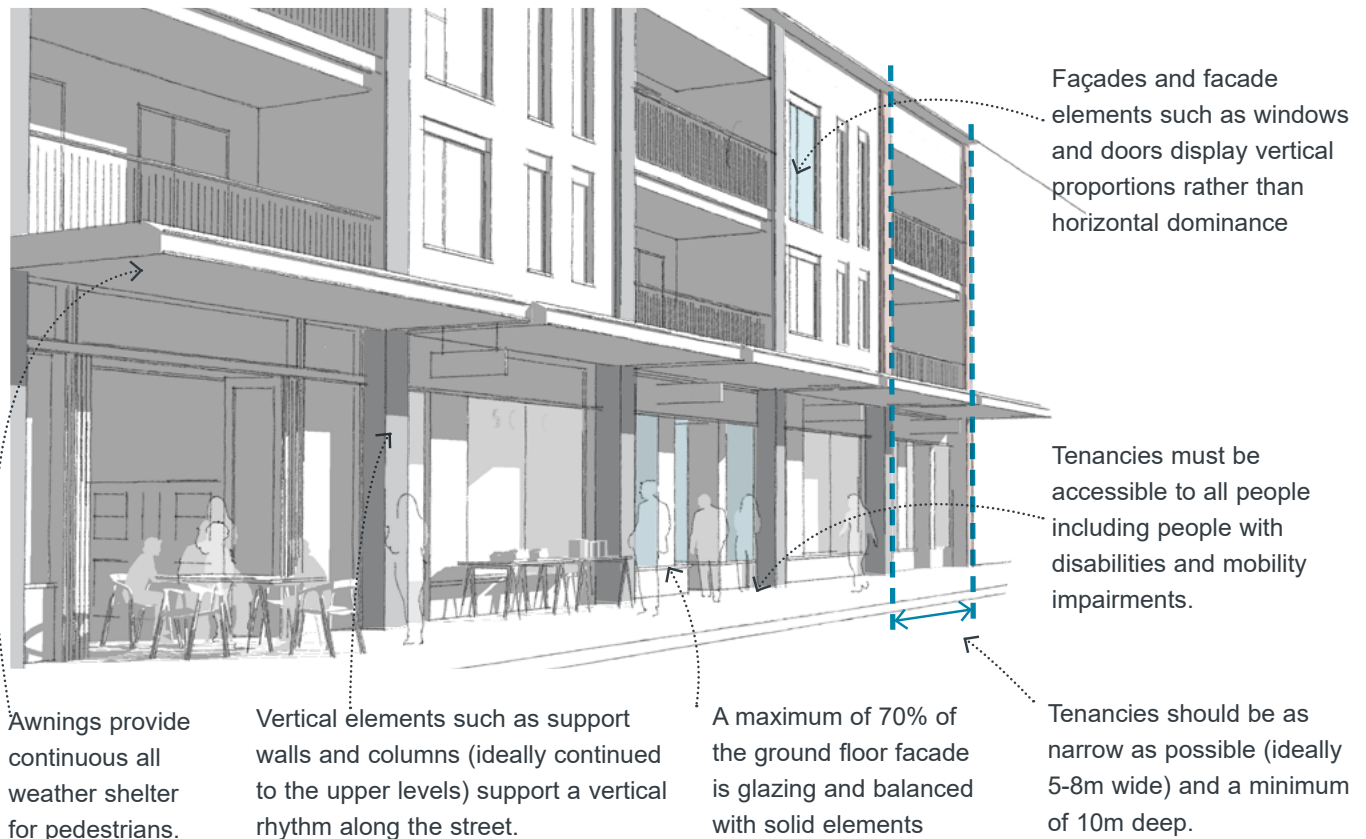 Façades and facade
elements such as windows
and doors display vertical
proportions rather than
horizontal dominance
Tenancies must be
accessible to all people
including people with
disabilities and mobility
impairments.
Awnings provide
continuous all
weather shelter
for pedestrians.
Vertical elements such as support
walls and columns (ideally continued
to the upper levels) support a vertical
rhythm along the street.
A maximum of 70% of
the ground floor facade
is glazing and balanced
with solid elements
Tenancies should be as
narrow as possible (ideally
5-8m wide) and a minimum
of 10m deep.